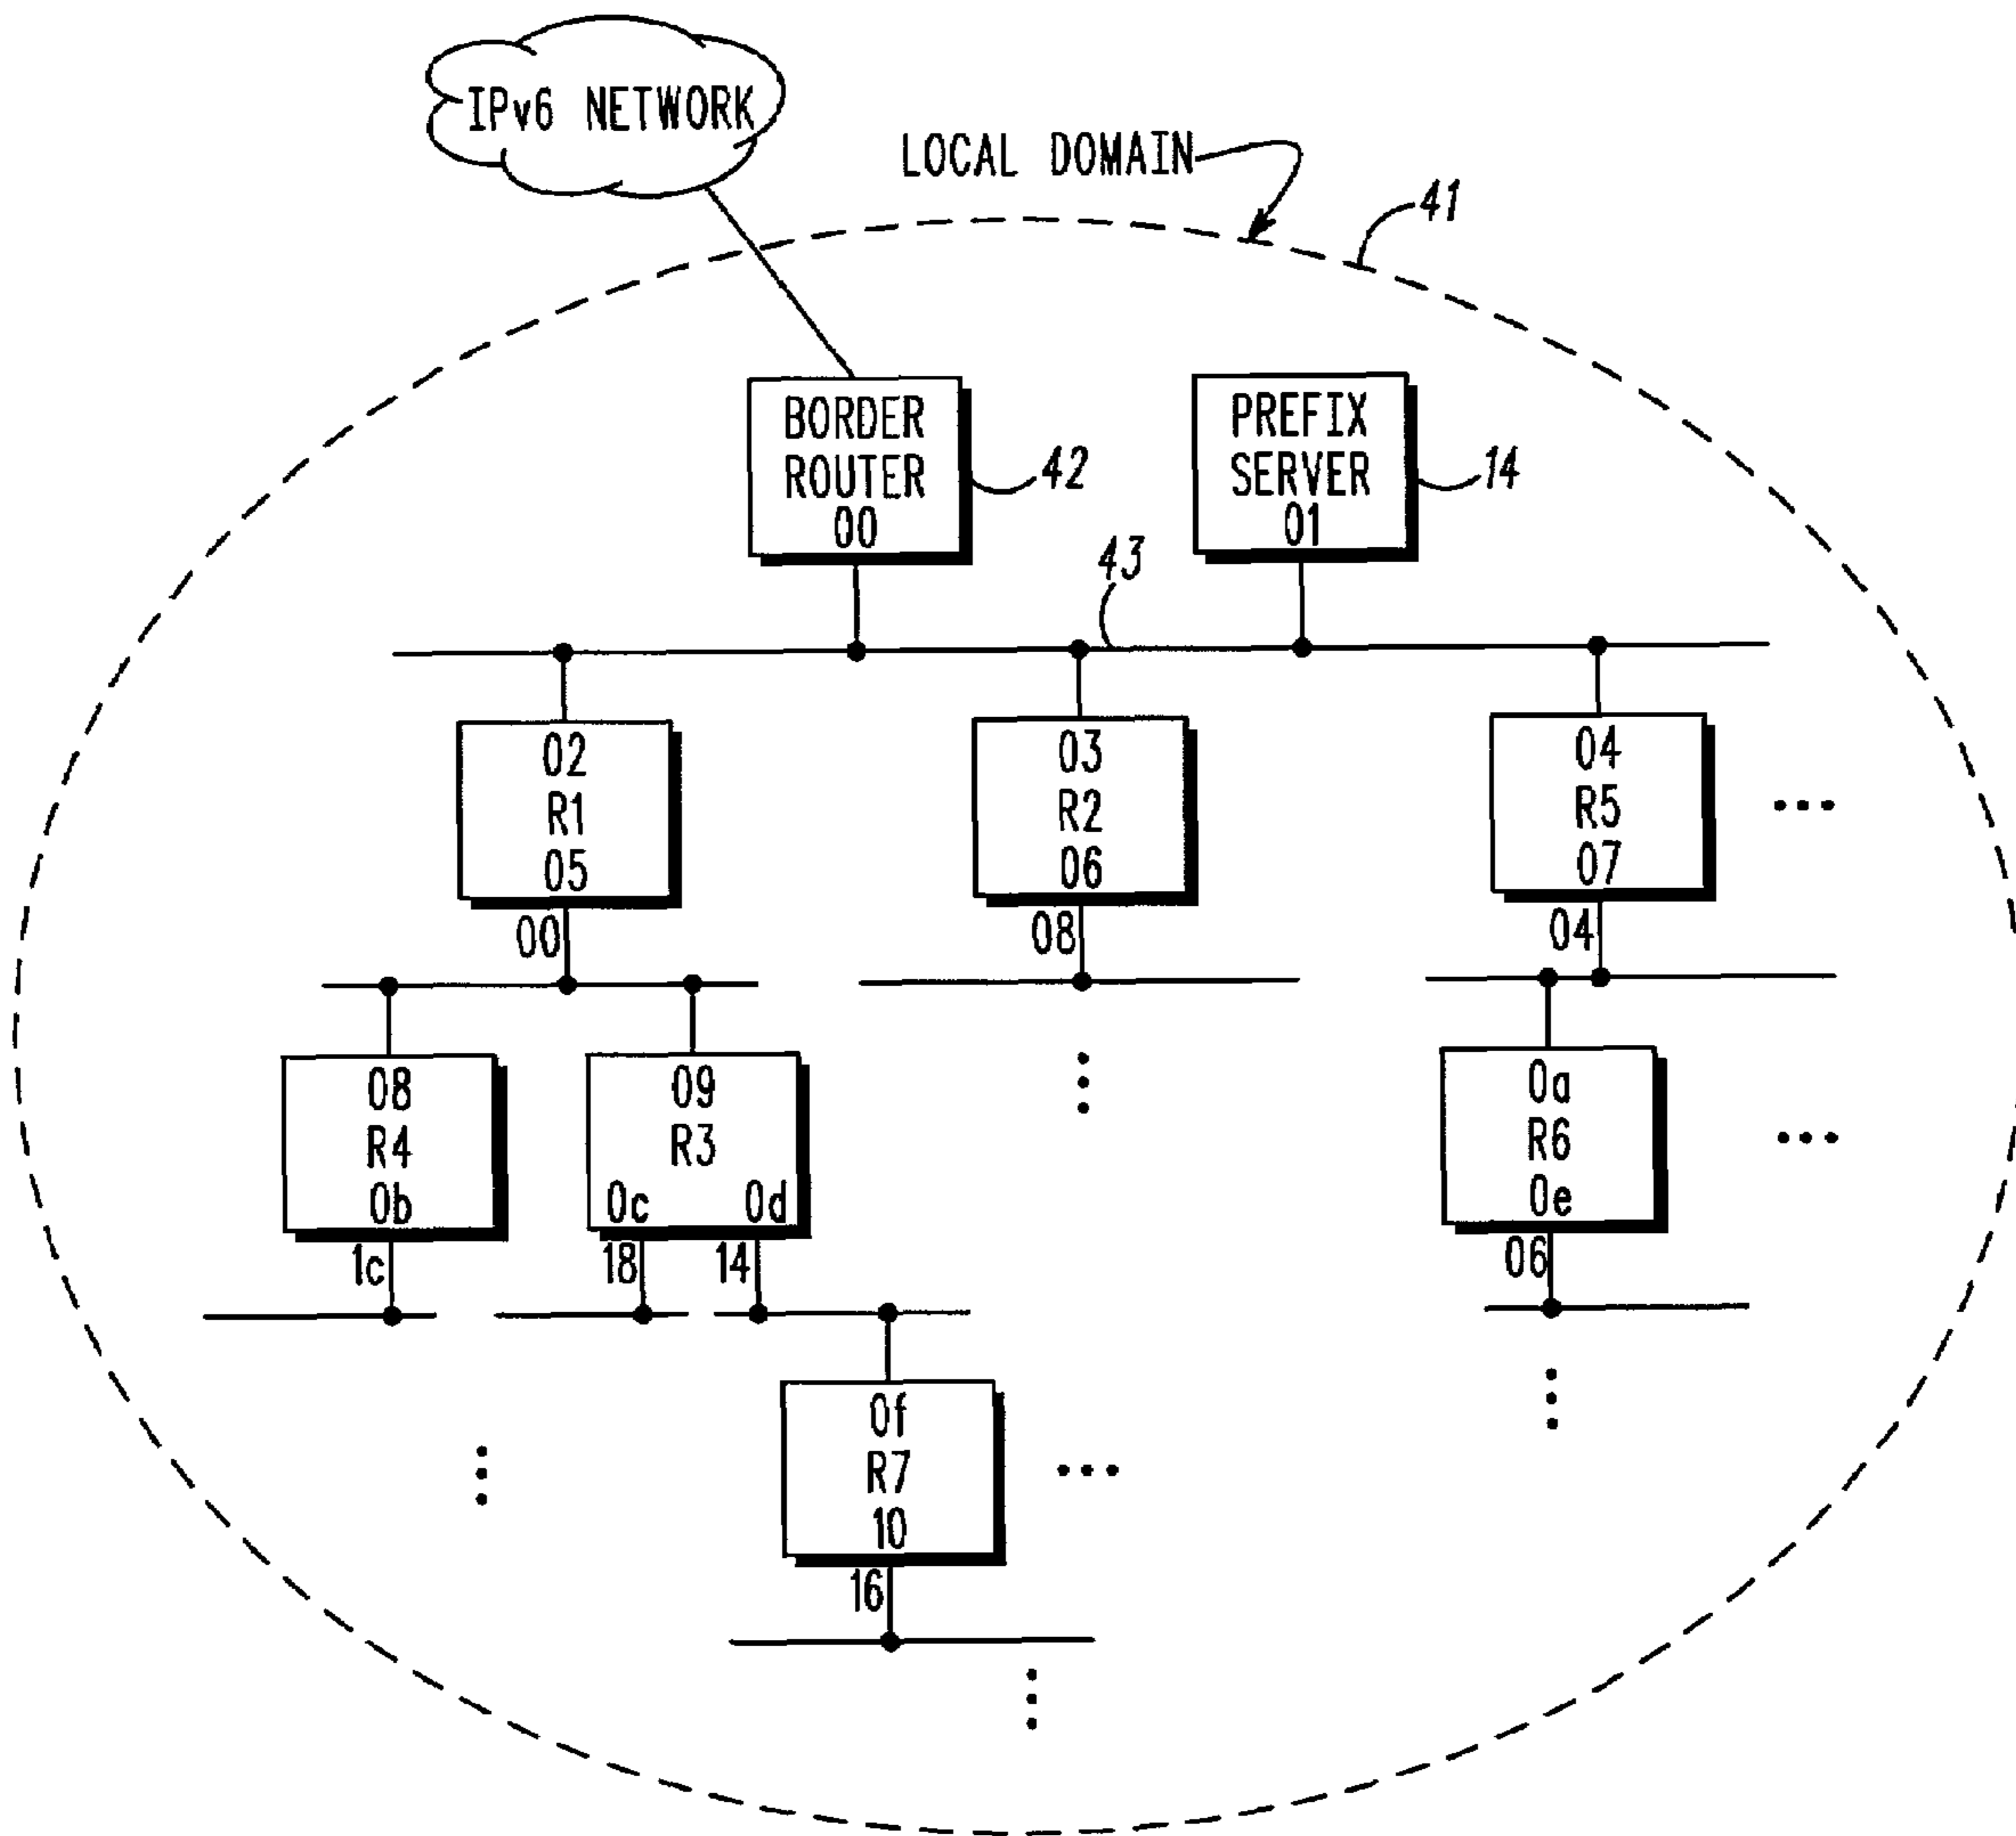 IPv6 NETWORK
LOCAL DOMAIN
41
BORDER
ROUTER
00
42
PREFIX
SERVER
01
14
43
02
R1
05
00
03
R2
06
08
04
R5
07
04
...
08
R4
0b
1c
09
R3
0c 0d
18 14
0a
R6
0e
06
...
0f
R7
10
16
...